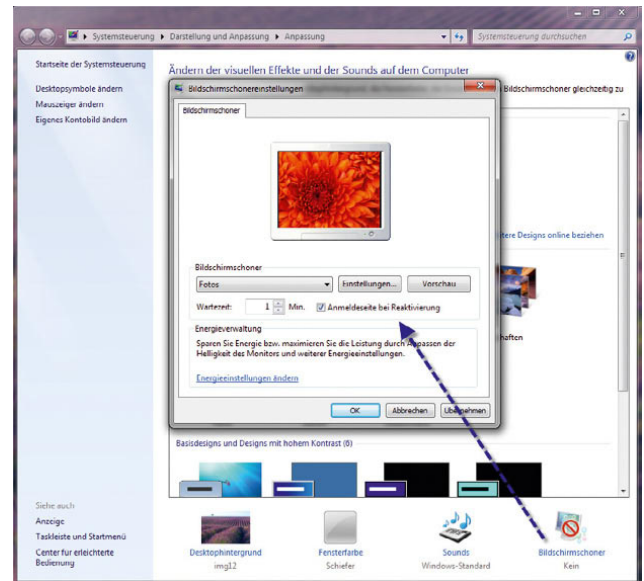 Systemsteuerung ▸ Darstellung und Anpassung ▸ Anpassung
Systemsteuerung durchsuchen
Startseite der Systemsteuerung
Desktopsymbole ändern
Mauszeiger ändern
Eigenes Kontobild ändern
Ändern der visuellen Effekte und der Sounds auf dem Computer
Bildschirmschoner gleichzeitig zu
Bildschirmschonereinstellungen
Bildschirmschoner
Bildschirmschoner
Fotos
Einstellungen...
Vorschau
Wartezeit: 1 Min.
Anmeldeseite bei Reaktivierung
Energieverwaltung
Sparen Sie Energie bzw. maximieren Sie die Leistung durch Anpassen der
Helligkeit des Monitors und weiterer Energieeinstellungen.
Energieeinstellungen ändern
OK
Abbrechen
Übernehmen
itere Designs online beziehen
haften
Basisdesigns und Designs mit hohem Kontrast (6)
Siehe auch
Anzeige
Taskleiste und Startmenü
Center für erleichterte
Bedienung
Desktophintergrund
img12
Fensterfarbe
Schiefer
Sounds
Windows-Standard
Bildschirmschoner
Kein